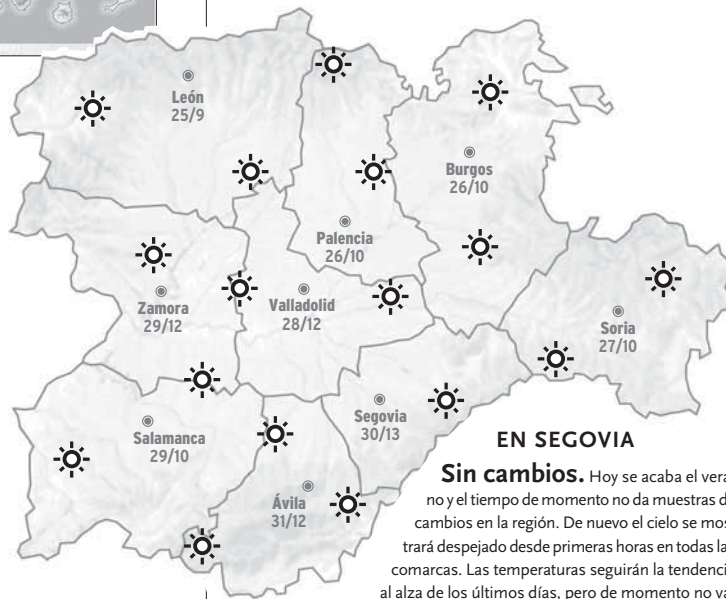 León
25/9
Burgos
26/10
Palencia
26/10
Zamora
29/12
Valladolid
28/12
Soria
27/10
Segovia
30/13
Salamanca
29/10
Ávila
31/12
EN SEGOVIA
Sin cambios. Hoy se acaba el vera
no y el tiempo de momento no da muestras d
cambios en la región. De nuevo el cielo se mos
trará despejado desde primeras horas en todas la
comarcas. Las temperaturas seguirán la tendenci
al alza de los últimos días, pero de momento no va